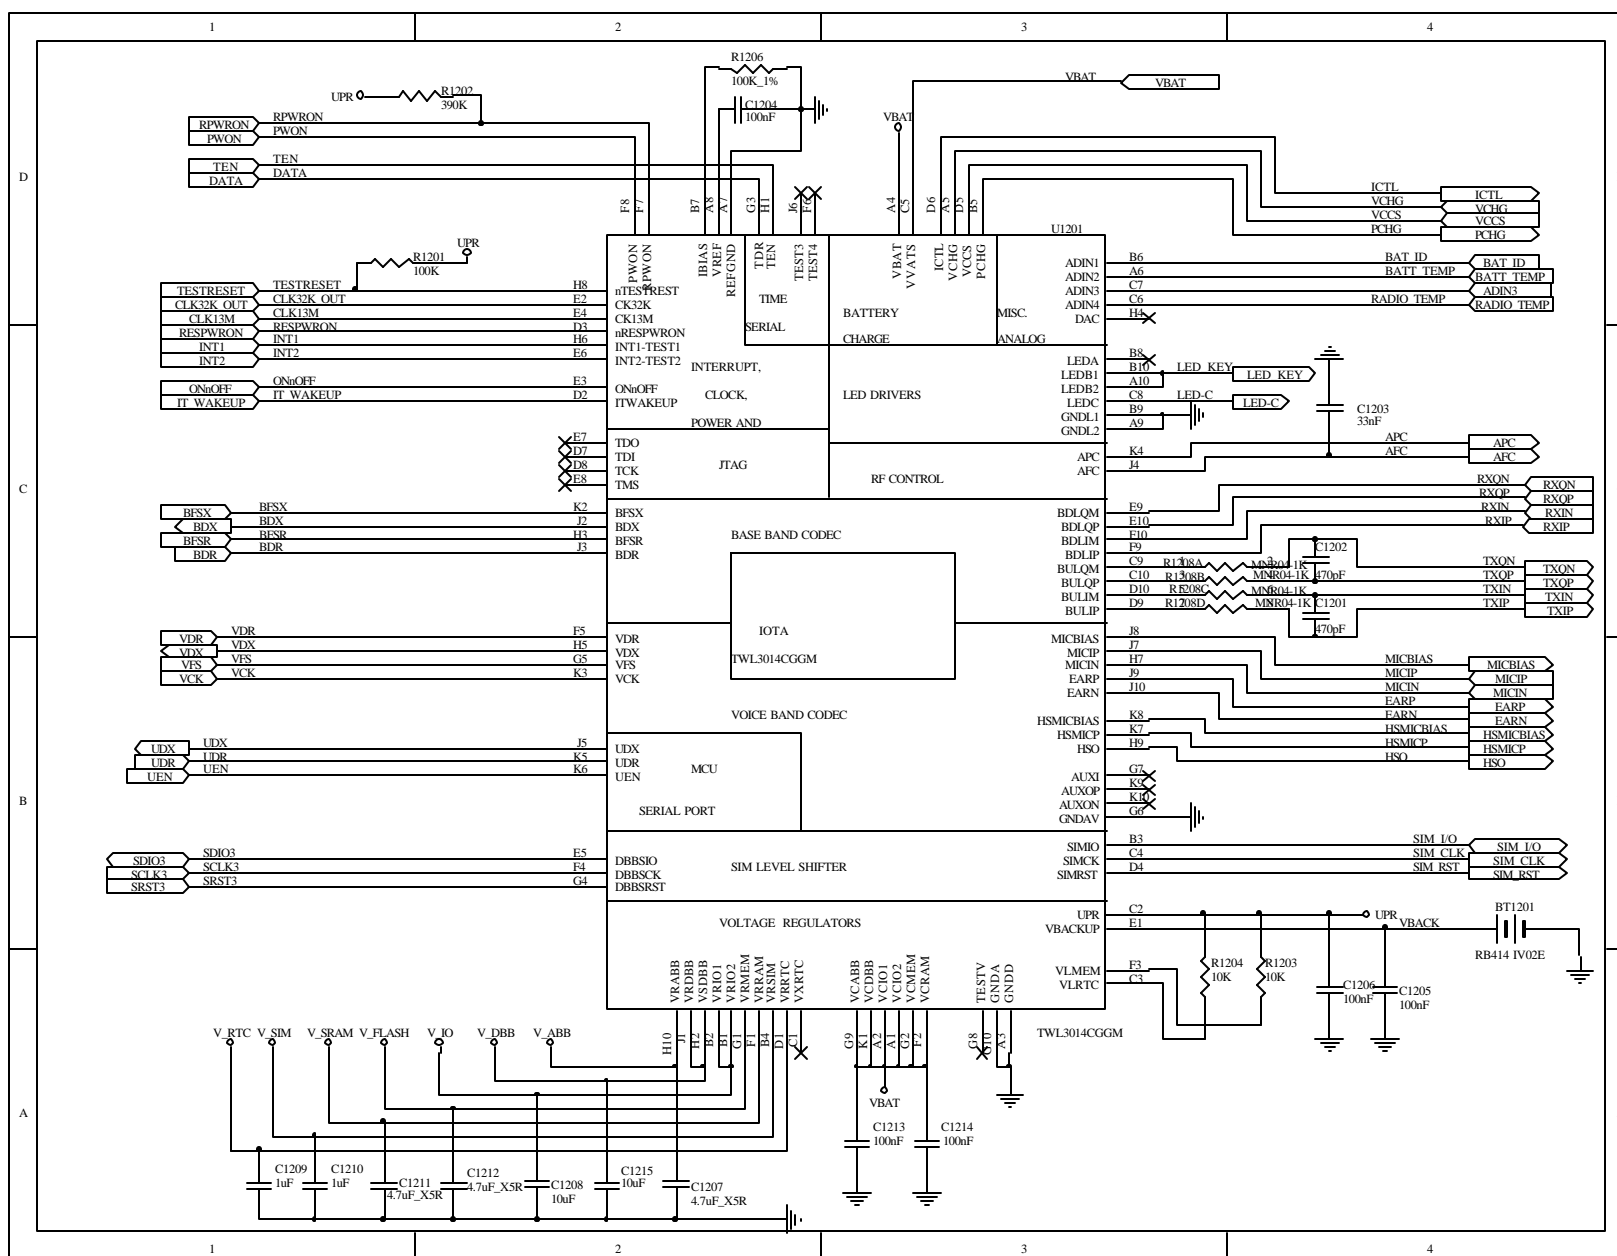 1 2 3 4
R1206
100K_1%
VBAT VBAT
UPR R1202
390K
C1204
100nF
VBAT
RPWRON RPWRON
PWON PWON
TEN TEN
DATA DATA
D
F8 F7 B7 A8 A7 G3 H1 J6 F6 A4 C5 D6 A5 D5 B5
ICTL ICTL
VCHG VCHG
VCCS VCCS
PCHG PCHG
U1201
UPR
R1201
100K
PWON RPWON IBIAS VREF REFGND TDR TEN TEST3 TEST4 VBAT VVATS ICTL VCHG VCCS PCHG
ADIN1 B6 BAT_ID BAT_ID
ADIN2 A6 BATT_TEMP BATT_TEMP
ADIN3 C7 ADIN3
ADIN4 C6 RADIO_TEMP RADIO_TEMP
DAC H4
TESTRESET TESTRESET H8 nTESTREST
CLK32K_OUT CLK32K_OUT E2 CK32K
CLK13M CLK13M E4 CK13M
RESPWRON RESPWRON D3 nRESPWRON
INT1 INT1 H6 INT1-TEST1
INT2 INT2 E6 INT2-TEST2
ONnOFF ONnOFF E3 ONnOFF
IT_WAKEUP IT_WAKEUP D2 ITWAKEUP
TIME
SERIAL
BATTERY
CHARGE
MISC.
ANALOG
INTERRUPT,
CLOCK,
POWER AND
LED DRIVERS
LEDA B8
LEDB1 B10 LED_KEY LED_KEY
LEDB2 A10
LEDC C8 LED-C LED-C
GNDL1 B9
GNDL2 A9
C1203
33nF
C
E7 TDO
D7 TDI
D8 TCK
E8 TMS
JTAG
RF CONTROL
APC K4 APC APC
AFC J4 AFC AFC
BFSX BFSX K2 BFSX
BDX BDX J2 BDX
BFSR BFSR H3 BFSR
BDR BDR J3 BDR
BASE BAND CODEC
RXQN RXQN
RXQP RXQP
RXIN RXIN
RXIP RXIP
BDLQM E9
BDLQP E10
BDLIM F10
BDLIP F9
BULQM C9 R1208A MNR04-1K
BULQP C10 R1208B MNR04-1K
BULIM D10 R1208C MNR04-1K
BULIP D9 R1208D MNR04-1K
C1202
470pF
C1201
470pF
TXQN TXQN
TXQP TXQP
TXIN TXIN
TXIP TXIP
IOTA
TWL3014CGGM
VDR VDR F5 VDR
VDX VDX H5 VDX
VFS VFS G5 VFS
VCK VCK K3 VCK
VOICE BAND CODEC
MICBIAS J8 MICBIAS MICBIAS
MICIP J7 MICIP MICIP
MICIN H7 MICIN MICIN
EARP J9 EARP EARP
EARN J10 EARN EARN
HSMICBIAS K8 HSMICBIAS HSMICBIAS
HSMICP K7 HSMICP HSMICP
HSO H9 HSO HSO
UDX UDX J5 UDX
UDR UDR K5 UDR
UEN UEN K6 UEN
MCU
SERIAL PORT
AUXI G7
AUXOP K9
AUXON K10
GNDAV G6
B
SDIO3 SDIO3 E5 DBBSIO
SCLK3 SCLK3 F4 DBBSCK
SRST3 SRST3 G4 DBBSRST
SIM LEVEL SHIFTER
SIMIO B3 SIM_I/O SIM_I/O
SIMCK C4 SIM_CLK SIM_CLK
SIMRST D4 SIM_RST SIM_RST
VOLTAGE REGULATORS
UPR C2 UPR
VBACKUP E1 VBACK
BT1201
RB414 IV02E
VLMEM F3
VLRTC C3
R1204
10K
R1203
10K
C1206
100nF
C1205
100nF
VRABB VRDBB VSDBB VRIO1 VRIO2 VRMEM VRRAM VRSIM VRRTC VXRTC VCABB VCDBB VCIO1 VCIO2 VCMEM VCRAM TESTV GNDA GNDD
TWL3014CGGM
V_RTC V_SIM V_SRAM V_FLASH V_IO V_DBB V_ABB
H10 J1 H2 B2 B1 G1 F1 B4 D1 C1 G9 K1 A2 A1 G2 F2 G8 G10 A3
VBAT
A
C1213
100nF
C1214
100nF
C1209
1uF
C1210
1uF
C1211
4.7uF_X5R
C1212
4.7uF_X5R
C1208
10uF
C1215
10uF
C1207
4.7uF_X5R
1 2 3 4